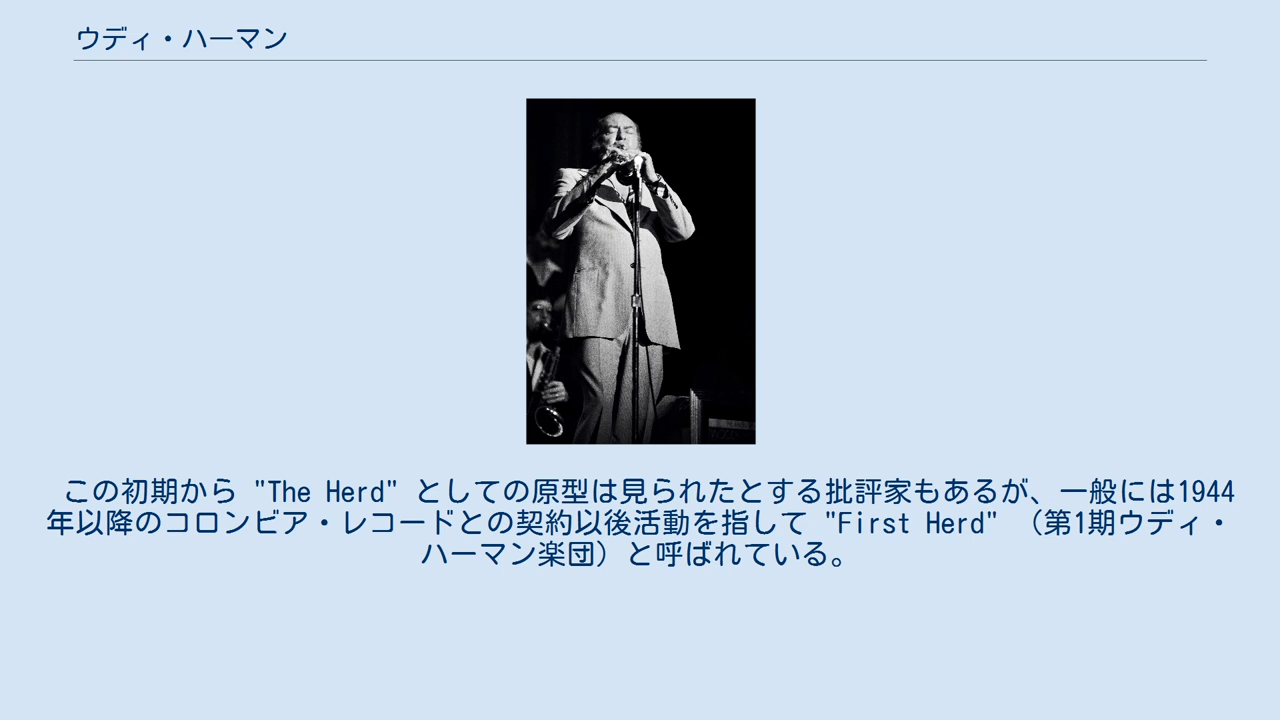 ウディ・ハーマン
この初期から "The Herd" としての原型は見られたとする批評家もあるが、一般には1944
年以降のコロンビア・レコードとの契約以後活動を指して "First Herd" （第1期ウディ・
ハーマン楽団）と呼ばれている。